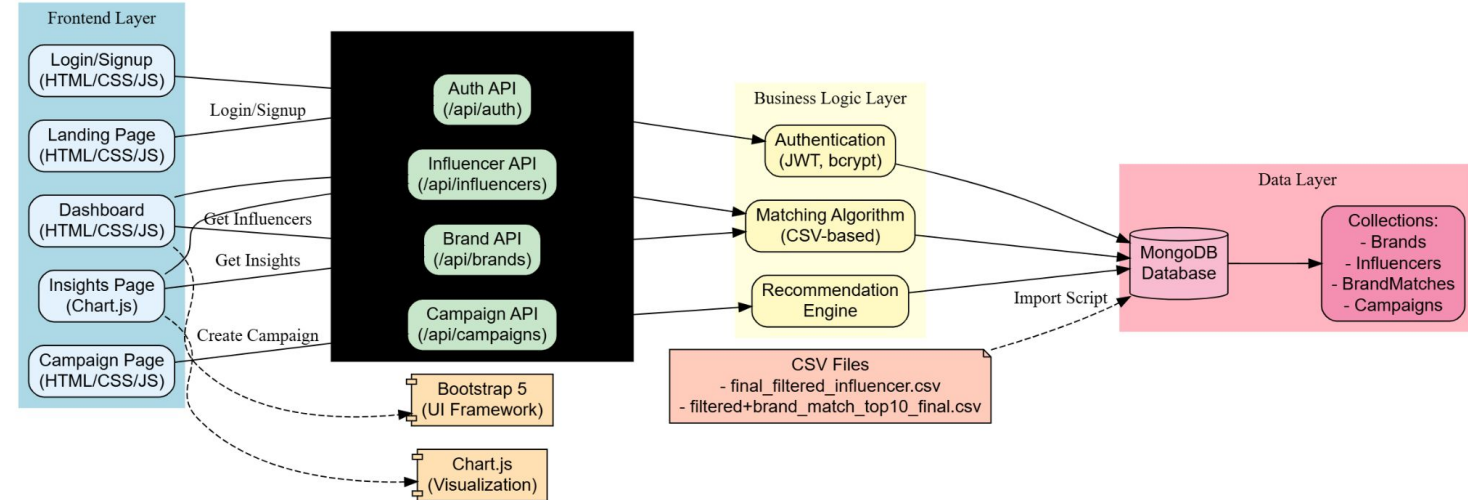 Frontend Layer
Login/Signup
(HTML/CSS/JS)
Landing Page
(HTML/CSS/JS)
Dashboard
(HTML/CSS/JS)
Insights Page
(Chart.js)
Campaign Page
(HTML/CSS/JS)
Login/Signup
Get Influencers
Get Insights
Create Campaign
Auth API
(/api/auth)
Influencer API
(/api/influencers)
Brand API
(/api/brands)
Campaign API
(/api/campaigns)
Bootstrap 5
(UI Framework)
Chart.js
(Visualization)
Business Logic Layer
Authentication
(JWT, bcrypt)
Matching Algorithm
(CSV-based)
Recommendation
Engine
CSV Files
- final_filtered_influencer.csv
- filtered+brand_match_top10_final.csv
Import Script
Data Layer
MongoDB
Database
Collections:
- Brands
- Influencers
- BrandMatches
- Campaigns